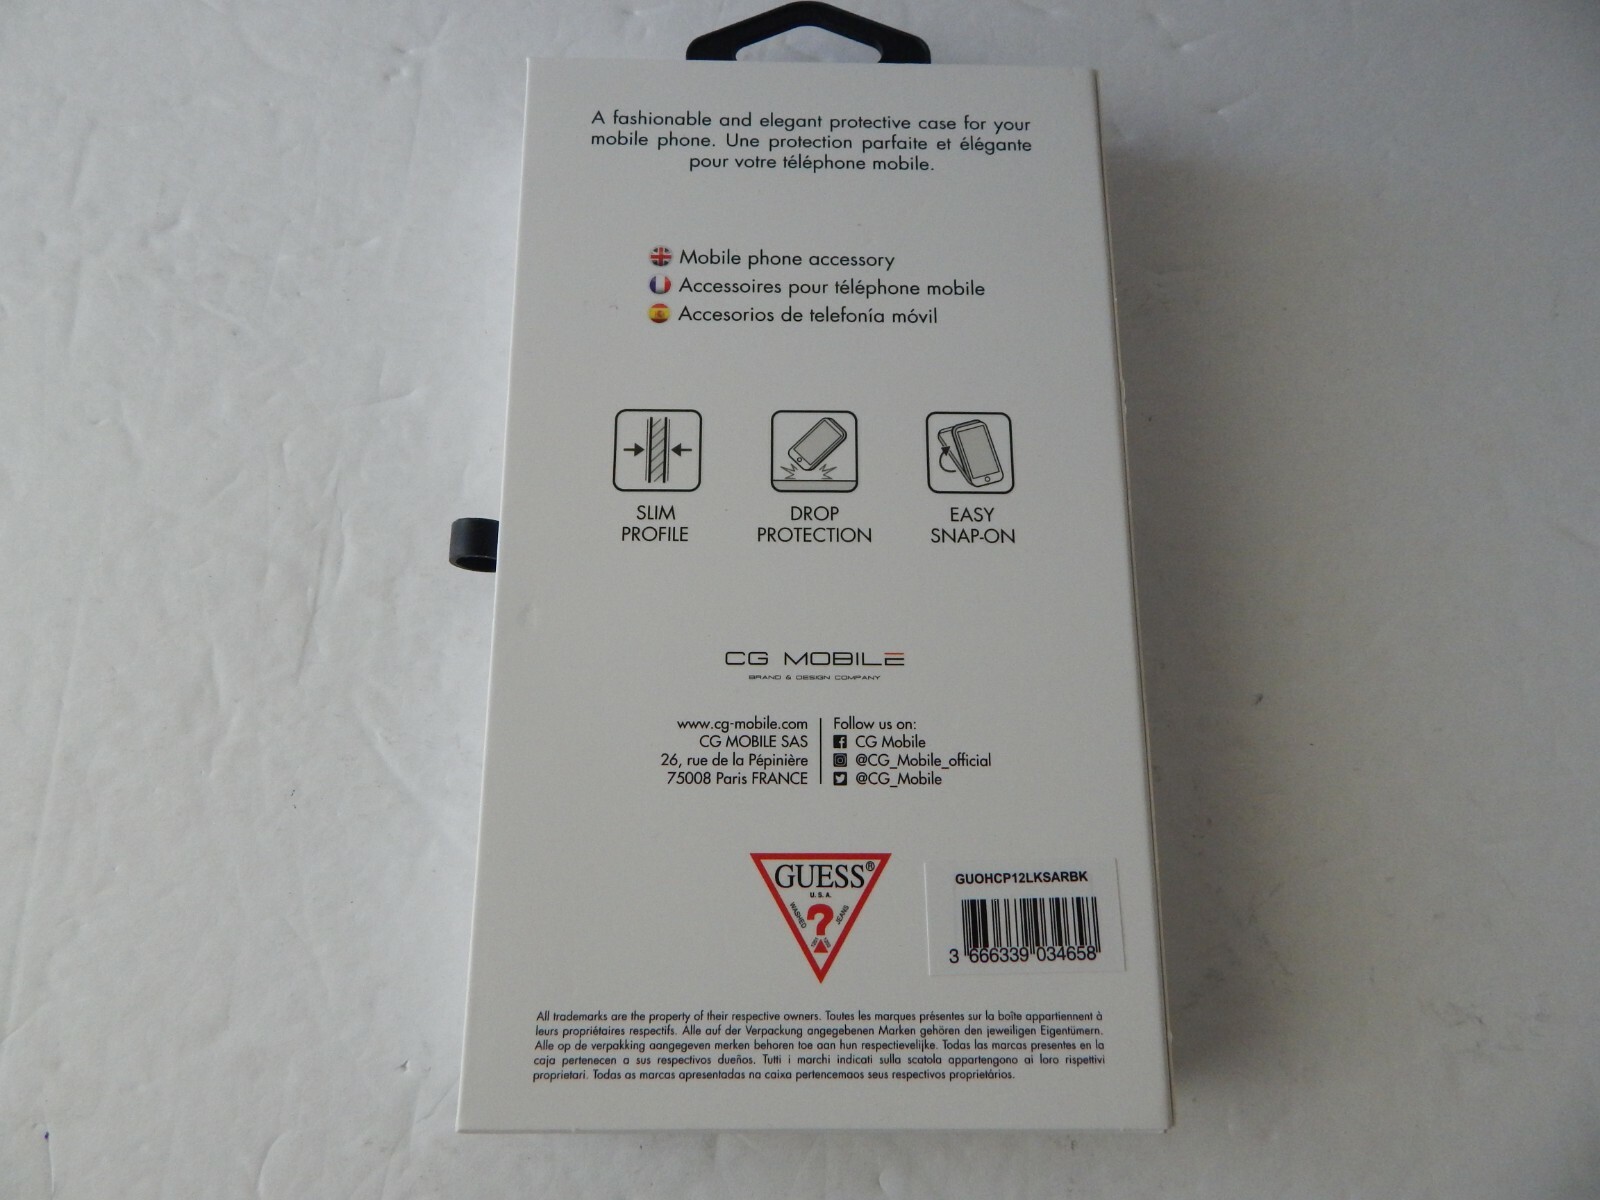 A fashionable and elegant protective case for your
mobile phone. Une protection parfaite et élégante
pour votre téléphone mobile.
Mobile phone accessory
Accessoires pour téléphone mobile
Accesorios de telefonía móvil
SLIM
PROFILE
DROP
PROTECTION
EASY
SNAP-ON
CG MOBILE
BRAND & DESIGN COMPANY
www.cg-mobile.com
CG MOBILE SAS
26, rue de la Pépinière
75008 Paris FRANCE
Follow us on:
CG Mobile
@CG_Mobile_official
@CG_Mobile
GUESS®
U.S.A.
WASHED
?
JEANS
GUOHCP12LKSARBK
3 666339 034658
All trademarks are the property of their respective owners. Toutes les marques présentes sur la boîte appartiennent à
leurs propriétaires respectifs. Alle auf der Verpackung angegebenen Marken gehören den jeweiligen Eigentümern.
Alle op de verpakking aangegeven merken behoren toe aan hun respectievelijke. Todas las marcas presentes en la
caja pertenecen a sus respectivos dueños. Tutti i marchi indicati sulla scatola appartengono ai loro rispettivi
proprietari. Todas as marcas apresentadas na caixa pertencemaos seus respectivos proprietários.